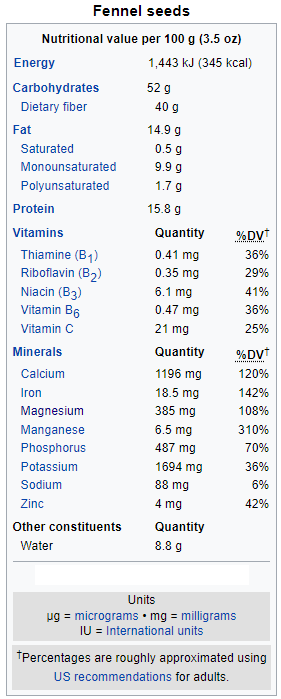 Fennel seeds
Nutritional value per 100 g (3.5 oz)
Energy 1,443 kJ (345 kcal)
Carbohydrates 52 g
Dietary fiber 40 g
Fat 14.9 g
Saturated 0.5 g
Monounsaturated 9.9 g
Polyunsaturated 1.7 g
Protein 15.8 g
Vitamins Quantity %DV†
Thiamine (B1) 0.41 mg 36%
Riboflavin (B2) 0.35 mg 29%
Niacin (B3) 6.1 mg 41%
Vitamin B6 0.47 mg 36%
Vitamin C 21 mg 25%
Minerals Quantity %DV†
Calcium 1196 mg 120%
Iron 18.5 mg 142%
Magnesium 385 mg 108%
Manganese 6.5 mg 310%
Phosphorus 487 mg 70%
Potassium 1694 mg 36%
Sodium 88 mg 6%
Zinc 4 mg 42%
Other constituents Quantity
Water 8.8 g
Units
μg = micrograms • mg = milligrams
IU = International units
†Percentages are roughly approximated using
US recommendations for adults.